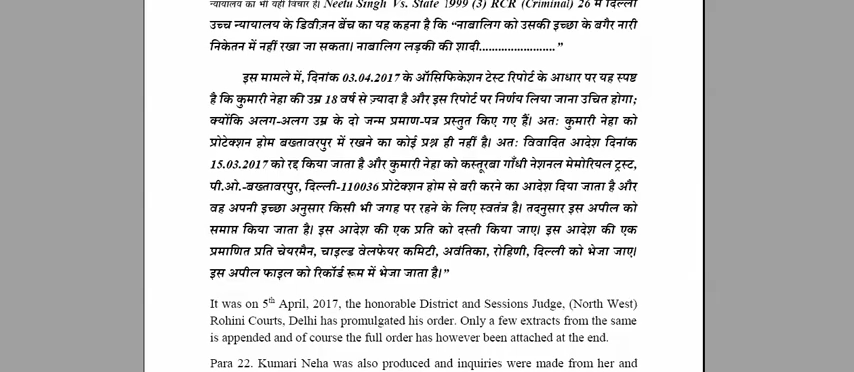 न्यायालय का भी यही विचार है। Neetu Singh Vs. State 1999 (3) RCR (Criminal) 26 में दिल्ली
उच्च न्यायालय के डिवीज़न बेंच का यह कहना है कि “नाबालिग को उसकी इच्छा के बगैर नारी
निकेतन में नहीं रखा जा सकता। नाबालिग लड़की की शादी........................”
इस मामले में, दिनांक 03.04.2017 के ऑसिफिकेशन टेस्ट रिपोर्ट के आधार पर यह स्पष्ट
है कि कुमारी नेहा की उम्र 18 वर्ष से ज़्यादा है और इस रिपोर्ट पर निर्णय लिया जाना उचित होगा;
क्योंकि अलग-अलग उम्र के दो जन्म प्रमाण-पत्र प्रस्तुत किए गए हैं। अतः कुमारी नेहा को
प्रोटेक्शन होम बख्तावरपुर में रखने का कोई प्रश्न ही नहीं है। अतः विवादित आदेश दिनांक
15.03.2017 को रद्द किया जाता है और कुमारी नेहा को कस्तूरबा गाँधी नेशनल मेमोरियल ट्रस्ट,
पी.ओ.-बख्तावरपुर, दिल्ली-110036 प्रोटेक्शन होम से बरी करने का आदेश दिया जाता है और
वह अपनी इच्छा अनुसार किसी भी जगह पर रहने के लिए स्वतंत्र है। तदनुसार इस अपील को
समाप्त किया जाता है। इस आदेश की एक प्रति को दस्ती किया जाए। इस आदेश की एक
प्रमाणित प्रति चेयरमैन, चाइल्ड वेलफेयर कमिटी, अवंतिका, रोहिणी, दिल्ली को भेजा जाए।
इस अपील फाइल को रिकॉर्ड रूम में भेजा जाता है।”
It was on 5th April, 2017, the honorable District and Sessions Judge, (North West)
Rohini Courts, Delhi has promulgated his order. Only a few extracts from the same
is appended and of course the full order has however been attached at the end.
Para 22. Kumari Neha was also produced and inquiries were made from her and